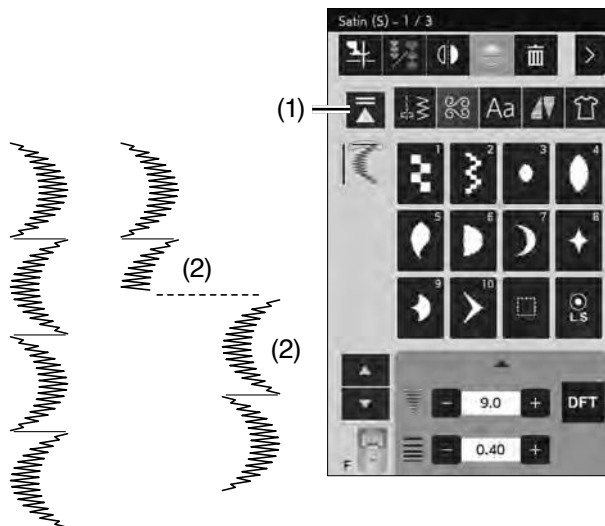 Satin (S) - 1 / 3
(1)
Aa
1 2 3 4
5 6 7 8
9 10
L.S
(2)
(2)
- 9.0 + DFT
F - 0.40 +